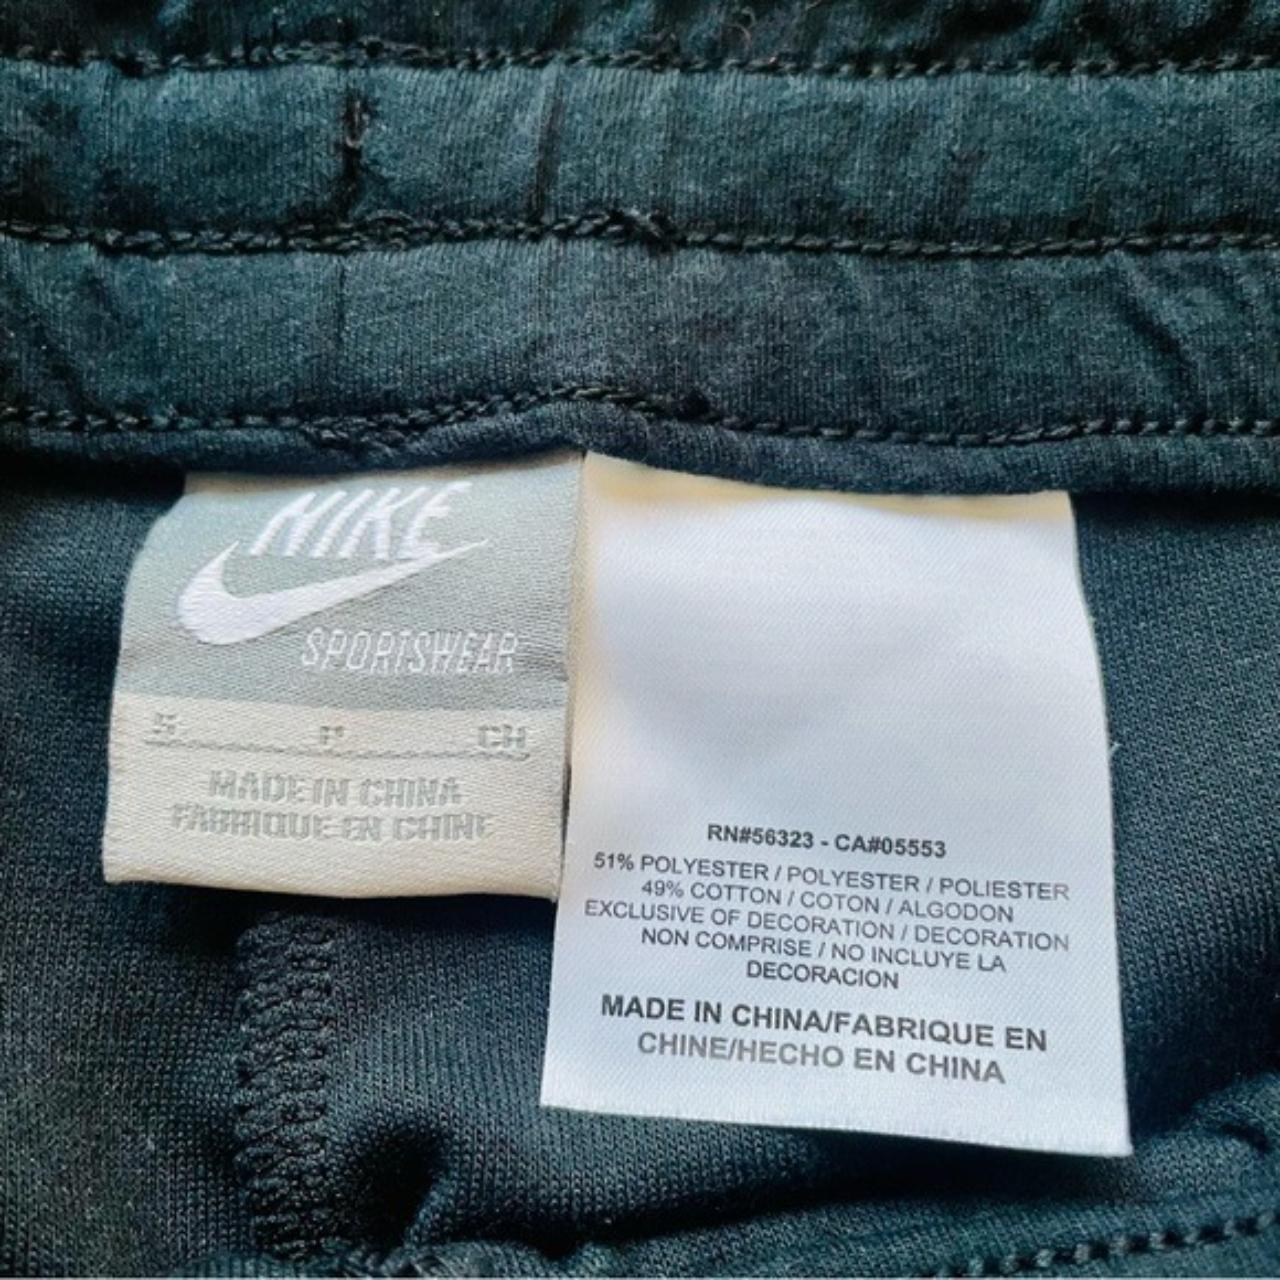 NIKE
SPORTSWEAR
S P CH
MADE IN CHINA
FABRIQUE EN CHINE
RN#56323 - CA#05553
51% POLYESTER / POLYESTER / POLIESTER
49% COTTON / COTON / ALGODON
EXCLUSIVE OF DECORATION / DECORATION
NON COMPRISE / NO INCLUYE LA
DECORACION
MADE IN CHINA/FABRIQUE EN
CHINE/HECHO EN CHINA